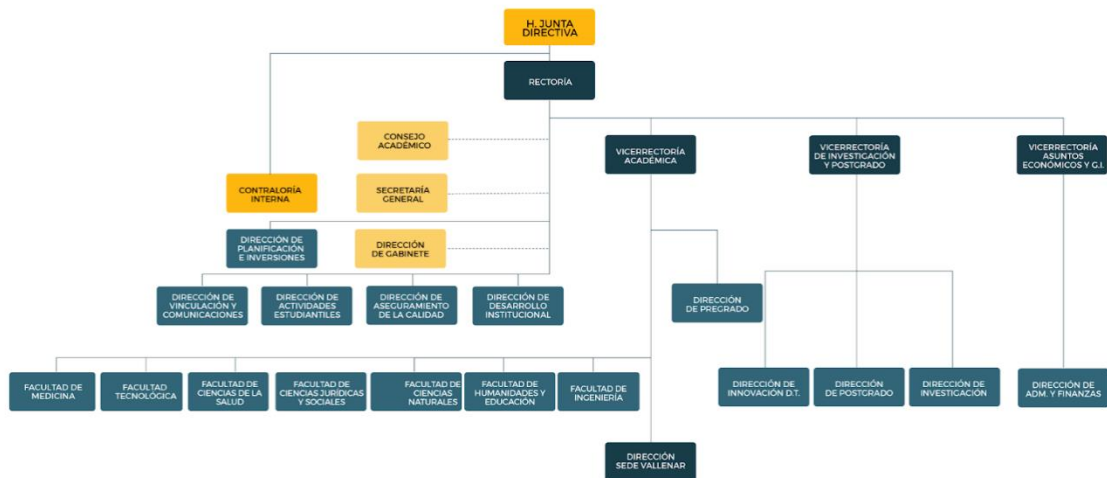 H. JUNTA
DIRECTIVA
RECTORÍA
CONSEJO
ACADÉMICO
VICERRECTORÍA
ACADÉMICA
VICERRECTORÍA
DE INVESTIGACIÓN
Y POSTGRADO
VICERRECTORÍA
ASUNTOS
ECONÓMICOS Y G.I.
CONTRALORÍA
INTERNA
SECRETARÍA
GENERAL
DIRECCIÓN DE
PLANIFICACIÓN
E INVERSIONES
DIRECCIÓN
DE GABINETE
DIRECCIÓN DE
VINCULACIÓN Y
COMUNICACIONES
DIRECCIÓN DE
ACTIVIDADES
ESTUDIANTILES
DIRECCIÓN DE
ASEGURAMIENTO
DE LA CALIDAD
DIRECCIÓN DE
DESARROLLO
INSTITUCIONAL
DIRECCIÓN
DE PREGRADO
FACULTAD DE
MEDICINA
FACULTAD
TECNOLÓGICA
FACULTAD DE
CIENCIAS DE LA
SALUD
FACULTAD DE
CIENCIAS JURÍDICAS
Y SOCIALES
FACULTAD DE
CIENCIAS
NATURALES
FACULTAD DE
HUMANIDADES Y
EDUCACIÓN
FACULTAD DE
INGENIERÍA
DIRECCIÓN DE
INNOVACIÓN D.T.
DIRECCIÓN
DE POSTGRADO
DIRECCIÓN DE
INVESTIGACIÓN
DIRECCIÓN DE
ADM. Y FINANZAS
DIRECCIÓN
SEDE VALLENAR